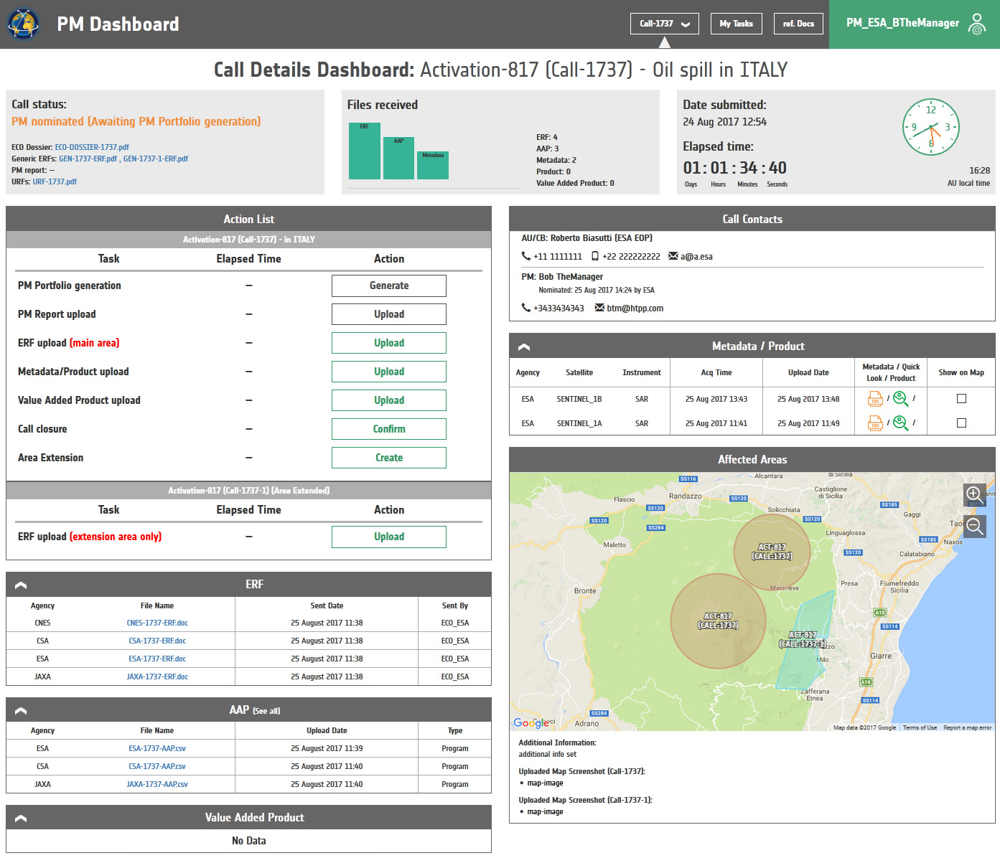 PM Dashboard
Call-1737
My Tasks
ref. Docs
PM_ESA_BTheManager
Call Details Dashboard: Activation-817 (Call-1737) - Oil spill in ITALY
Call status:
PM nominated (Awaiting PM Portfolio generation)
ECO Dossier: ECO-DOSSIER-1737.pdf
Generic ERFs: GEN-1737-ERF.pdf , GEN-1737-1-ERF.pdf
PM report: —
URFs: URF-1737.pdf
Files received
ERF
AAP
Metadata
ERF: 4
AAP: 3
Metadata: 2
Product: 0
Value Added Product: 0
Date submitted:
24 Aug 2017 12:54
Elapsed time:
01 : 01 : 34 : 40
Days Hours Minutes Seconds
12
9 3
6
16:28
AU local time
Action List
Activation-817 (Call-1737) - in ITALY
Task Elapsed Time Action
PM Portfolio generation — Generate
PM Report upload — Upload
ERF upload (main area) — Upload
Metadata/Product upload — Upload
Value Added Product upload — Upload
Call closure — Confirm
Area Extension — Create
Activation-817 (Call-1737-1) (Area Extended)
Task Elapsed Time Action
ERF upload (extension area only) — Upload
ERF
Agency File Name Sent Date Sent By
CNES CNES-1737-ERF.doc 25 August 2017 11:38 ECO_ESA
CSA CSA-1737-ERF.doc 25 August 2017 11:38 ECO_ESA
ESA ESA-1737-ERF.doc 25 August 2017 11:38 ECO_ESA
JAXA JAXA-1737-ERF.doc 25 August 2017 11:38 ECO_ESA
AAP (See all)
Agency File Name Upload Date Type
ESA ESA-1737-AAP.csv 25 August 2017 11:39 Program
CSA CSA-1737-AAP.csv 25 August 2017 11:40 Program
JAXA JAXA-1737-AAP.csv 25 August 2017 11:40 Program
Value Added Product
No Data
Call Contacts
AU/CB: Roberto Biasutti (ESA EOP)
+11 1111111 +22 222222222 a@a.esa
PM: Bob TheManager
Nominated: 25 Aug 2017 14:24 by ESA
+3433434343 btm@htpp.com
Metadata / Product
Agency Satellite Instrument Acq Time Upload Date Metadata / Quick Look / Product Show on Map
ESA SENTINEL_1B SAR 25 Aug 2017 13:43 25 Aug 2017 13:48 CSV / /
ESA SENTINEL_1A SAR 25 Aug 2017 11:41 25 Aug 2017 11:49 CSV / /
Affected Areas
SS116
Alcantara
di Sicilia
Castiglione
di Sicilia
Flascio
Randazzo
SS120
SS120
Solicchiata
SS185
Gaggi
SS120
SS284
SS120
Linguaglossa
SS185
Naxos
Maletto
ACT-817
(CALL-1737)
SS120
Calatabiano
Bronte
Mareneve
Presa
Fiumefreddo
Sicilia
A18
ACT-817
(CALL-1737)
SS114
ACT-817
(CALL-1737-1)
Milo
Giarre
A18
Zafferana
Etnea
SS114
SS284
Adrano
Google
Map data ©2017 Google Terms of Use Report a map error
Additional Information:
additional info set
Uploaded Map Screenshot (Call-1737):
• map-image
Uploaded Map Screenshot (Call-1737-1):
• map-image